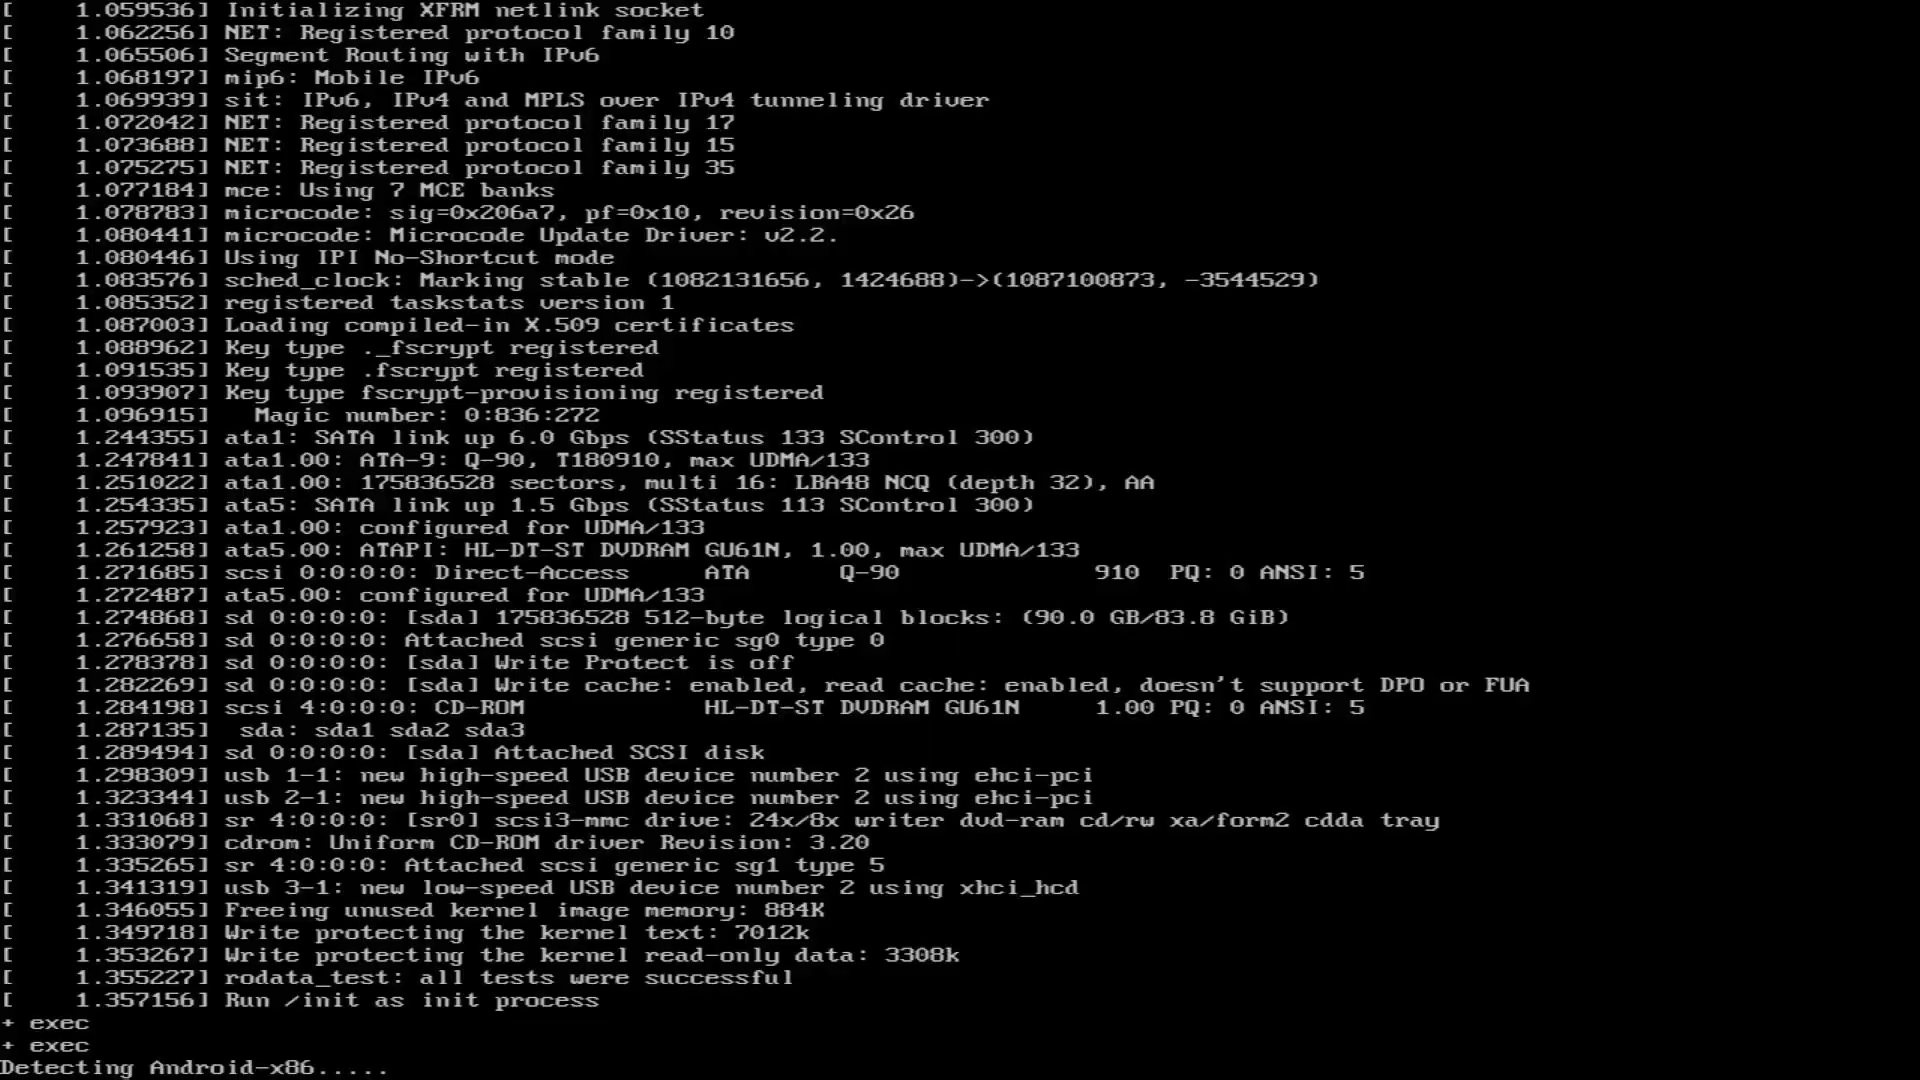 [    1.059536] Initializing XFRM netlink socket
[    1.062256] NET: Registered protocol family 10
[    1.065506] Segment Routing with IPv6
[    1.068197] mip6: Mobile IPv6
[    1.069939] sit: IPv6, IPv4 and MPLS over IPv4 tunneling driver
[    1.072042] NET: Registered protocol family 17
[    1.073688] NET: Registered protocol family 15
[    1.075275] NET: Registered protocol family 35
[    1.077184] mce: Using 7 MCE banks
[    1.078783] microcode: sig=0x206a7, pf=0x10, revision=0x26
[    1.080441] microcode: Microcode Update Driver: v2.2.
[    1.080446] Using IPI No-Shortcut mode
[    1.083576] sched_clock: Marking stable (1082131656, 1424688)->(1087100873, -3544529)
[    1.085352] registered taskstats version 1
[    1.087003] Loading compiled-in X.509 certificates
[    1.088962] Key type ._fscrypt registered
[    1.091535] Key type .fscrypt registered
[    1.093907] Key type fscrypt-provisioning registered
[    1.096915]   Magic number: 0:836:272
[    1.244355] ata1: SATA link up 6.0 Gbps (SStatus 133 SControl 300)
[    1.247841] ata1.00: ATA-9: Q-90, T180910, max UDMA/133
[    1.251022] ata1.00: 175836528 sectors, multi 16: LBA48 NCQ (depth 32), AA
[    1.254335] ata5: SATA link up 1.5 Gbps (SStatus 113 SControl 300)
[    1.257923] ata1.00: configured for UDMA/133
[    1.261258] ata5.00: ATAPI: HL-DT-ST DVDRAM GU61N, 1.00, max UDMA/133
[    1.271685] scsi 0:0:0:0: Direct-Access     ATA      Q-90             910  PQ: 0 ANSI: 5
[    1.272487] ata5.00: configured for UDMA/133
[    1.274868] sd 0:0:0:0: [sda] 175836528 512-byte logical blocks: (90.0 GB/83.8 GiB)
[    1.276658] sd 0:0:0:0: Attached scsi generic sg0 type 0
[    1.278378] sd 0:0:0:0: [sda] Write Protect is off
[    1.282269] sd 0:0:0:0: [sda] Write cache: enabled, read cache: enabled, doesn't support DPO or FUA
[    1.284198] scsi 4:0:0:0: CD-ROM            HL-DT-ST DVDRAM GU61N     1.00 PQ: 0 ANSI: 5
[    1.287135]  sda: sda1 sda2 sda3
[    1.289494] sd 0:0:0:0: [sda] Attached SCSI disk
[    1.298309] usb 1-1: new high-speed USB device number 2 using ehci-pci
[    1.323344] usb 2-1: new high-speed USB device number 2 using ehci-pci
[    1.331068] sr 4:0:0:0: [sr0] scsi3-mmc drive: 24x/8x writer dvd-ram cd/rw xa/form2 cdda tray
[    1.333079] cdrom: Uniform CD-ROM driver Revision: 3.20
[    1.335265] sr 4:0:0:0: Attached scsi generic sg1 type 5
[    1.341319] usb 3-1: new low-speed USB device number 2 using xhci_hcd
[    1.346055] Freeing unused kernel image memory: 884K
[    1.349718] Write protecting the kernel text: 7012k
[    1.353267] Write protecting the kernel read-only data: 3308k
[    1.355227] rodata_test: all tests were successful
[    1.357156] Run /init as init process
+ exec
+ exec
Detecting Android-x86.....